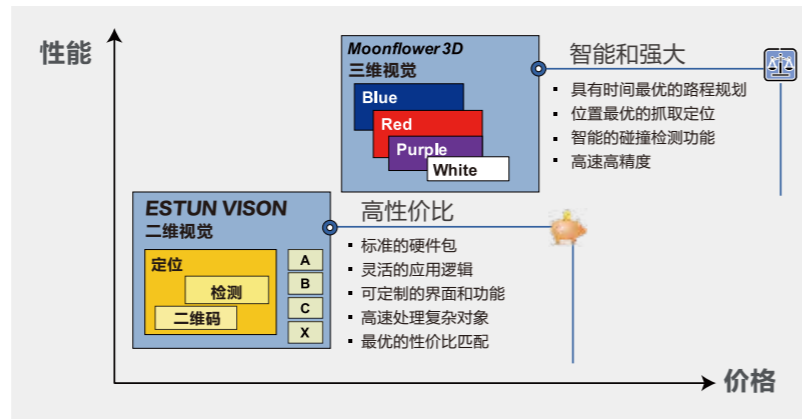 性能
Moonflower 3D
三维视觉
Blue
Red
Purple
White
智能和强大
▪ 具有时间最优的路程规划
▪ 位置最优的抓取定位
▪ 智能的碰撞检测功能
▪ 高速高精度
ESTUN VISON
二维视觉
定位
检测
二维码
A
B
C
X
高性价比
▪ 标准的硬件包
▪ 灵活的应用逻辑
▪ 可定制的界面和功能
▪ 高速处理复杂对象
▪ 最优的性价比匹配
价格